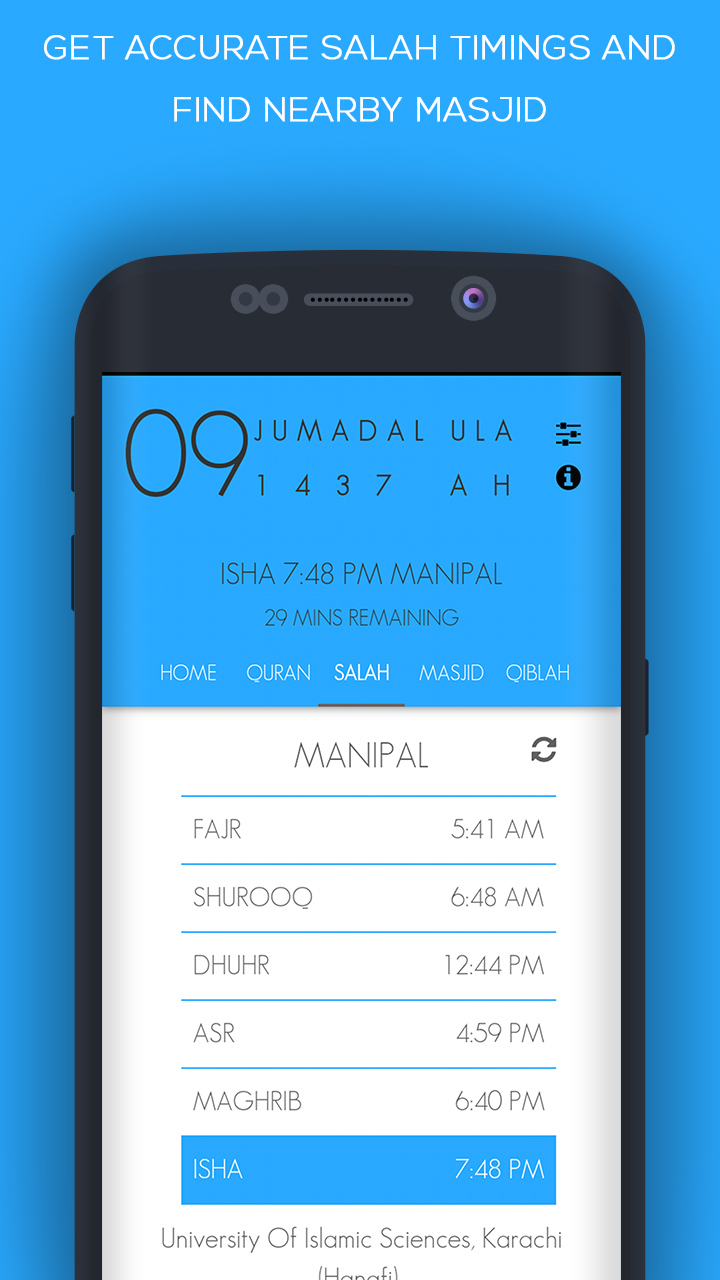 GET ACCURATE SALAH TIMINGS AND
FIND NEARBY MASJID
09 JUMADAL ULA
1437 AH
ISHA 7:48 PM MANIPAL
29 MINS REMAINING
HOME QURAN SALAH MASJID QIBLAH
MANIPAL
FAJR 5:41 AM
SHUROOQ 6:48 AM
DHUHR 12:44 PM
ASR 4:59 PM
MAGHRIB 6:40 PM
ISHA 7:48 PM
University Of Islamic Sciences, Karachi
(Hanafi)